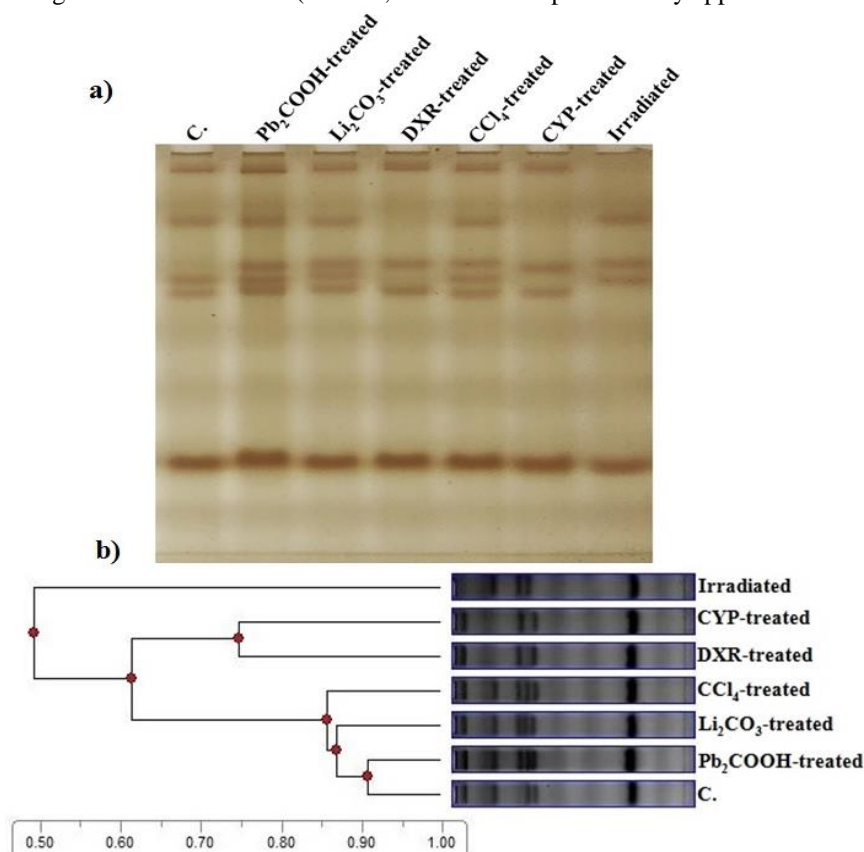 a)
C.
Pb₂COOH-treated
Li₂CO₃-treated
DXR-treated
CCl₄-treated
CYP-treated
Irradiated
b)
Irradiated
CYP-treated
DXR-treated
CCl₄-treated
Li₂CO₃-treated
Pb₂COOH-treated
C.
0.50 0.60 0.70 0.80 0.90 1.00